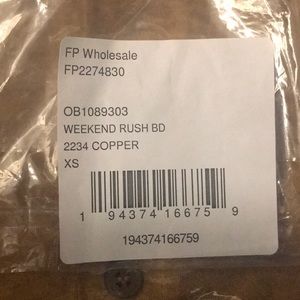 FP Wholesale
FP2274830
OB1089303
WEEKEND RUSH BD
2234 COPPER
XS
1 94374 16675 9
194374166759